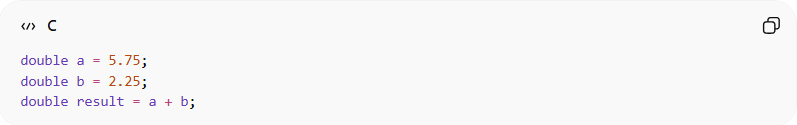 C
double a = 5.75;
double b = 2.25;
double result = a + b;